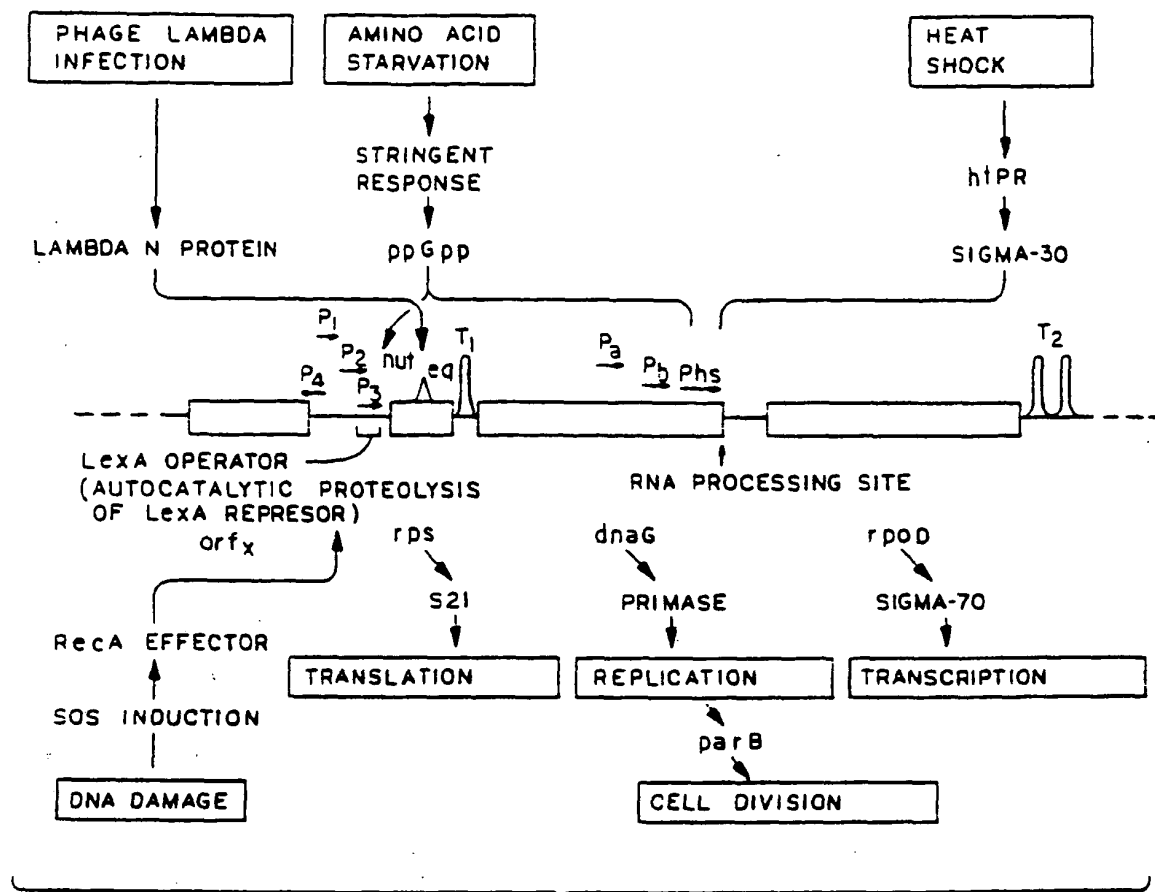 PHAGE LAMBDA
INFECTION
AMINO ACID
STARVATION
HEAT
SHOCK
STRINGENT
RESPONSE
htPR
LAMBDA N PROTEIN
ppGpp
SIGMA-30
P1
P2
P3
P4
nut
eq
T1
Pa
Pb
Phs
T2
LexA OPERATOR
(AUTOCATALYTIC PROTEOLYSIS
OF LexA REPRESOR)
orfx
RNA PROCESSING SITE
rps
dnaG
rpoD
S21
PRIMASE
SIGMA-70
RecA EFFECTOR
TRANSLATION
REPLICATION
TRANSCRIPTION
SOS INDUCTION
parB
DNA DAMAGE
CELL DIVISION